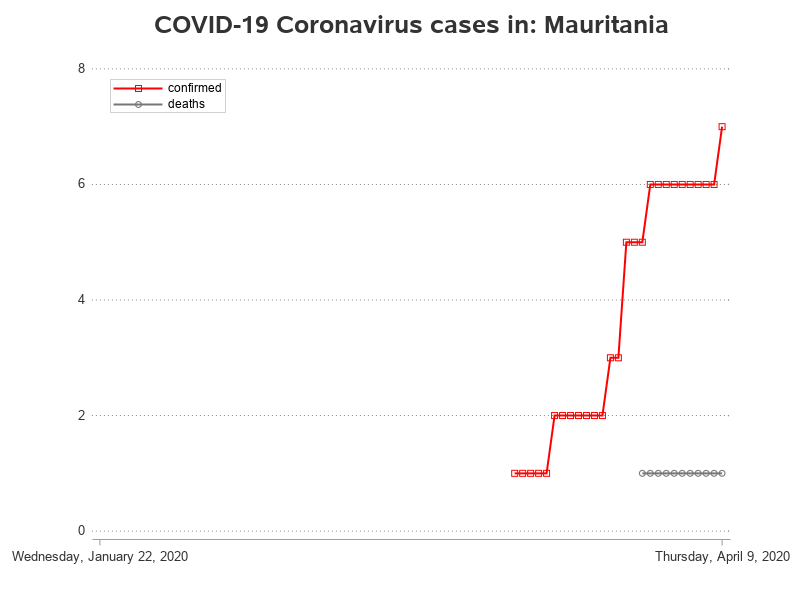 COVID-19 Coronavirus cases in: Mauritania
8
confirmed
deaths
6
4
2
0
Wednesday, January 22, 2020 Thursday, April 9, 2020